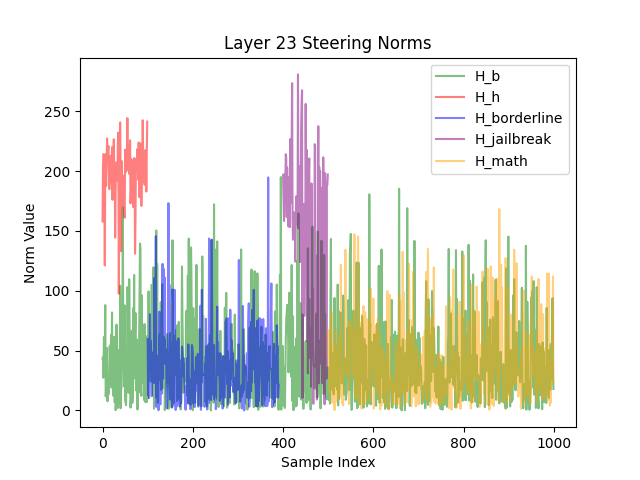 Layer 23 Steering Norms
H_b
H_h
H_borderline
H_jailbreak
H_math
Norm Value
250
200
150
100
50
0
0 200 400 600 800 1000
Sample Index